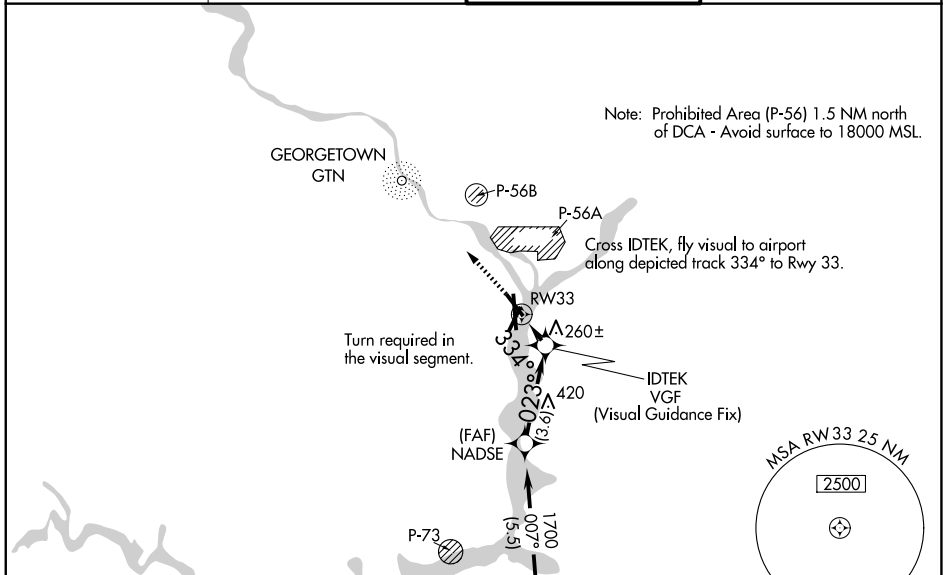 Note: Prohibited Area (P-56) 1.5 NM north
of DCA - Avoid surface to 18000 MSL.
GEORGETOWN
GTN
P-56B
P-56A
Cross IDTEK, fly visual to airport
along depicted track 334° to Rwy 33.
RW33
260±
Turn required in
the visual segment.
334°
IDTEK
VGF
(Visual Guidance Fix)
023°
(3.6)
420
(FAF)
NADSE
MSA RW33 25 NM
2500
1700
007°
(5.5)
P-73